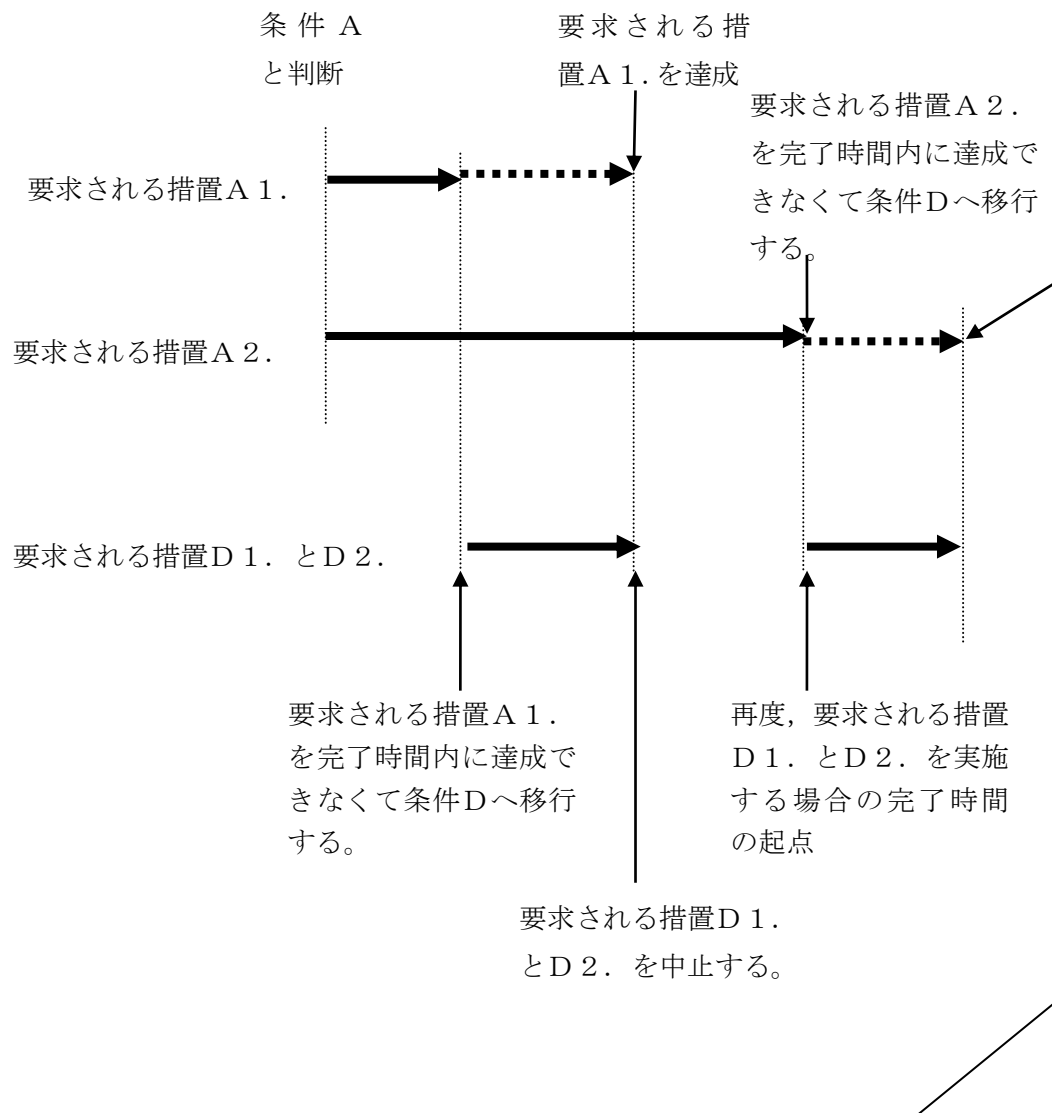 条件A
と判断
要求される措
置A１．を達成
要求される措置A２．
を完了時間内に達成で
きなくて条件Dへ移行
する。
要求される措置A１．
要求される措置A２．
要求される措置D１．とD２．
要求される措置A１．
を完了時間内に達成で
きなくて条件Dへ移行
する。
再度，要求される措置
D１．とD２．を実施
する場合の完了時間
の起点
要求される措置D１．
とD２．を中止する。